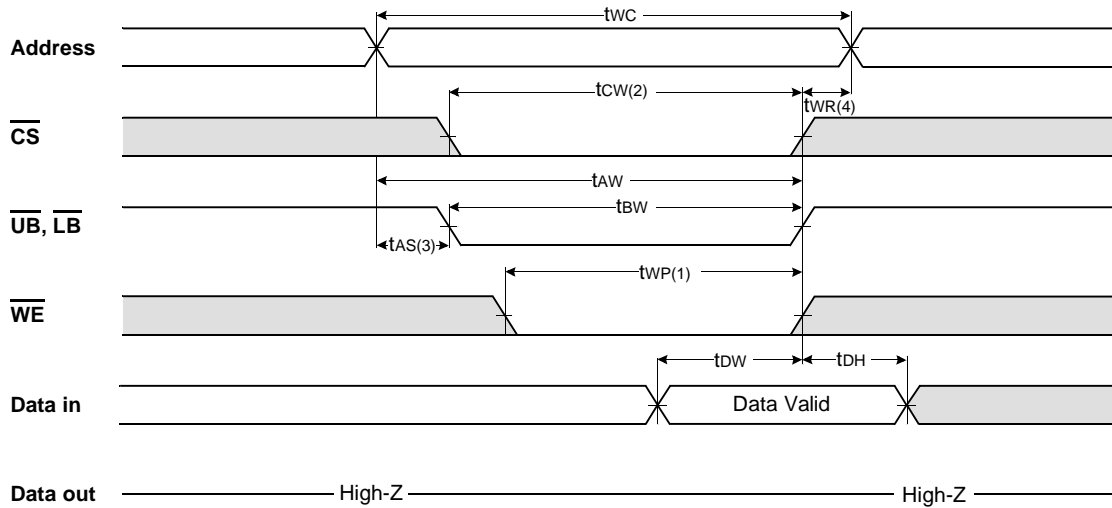 tWC
Address
tCW(2)
tWR(4)
CS
tAW
tBW
UB, LB
tAS(3)
tWP(1)
WE
tDW
tDH
Data in
Data Valid
Data out
High-Z
High-Z